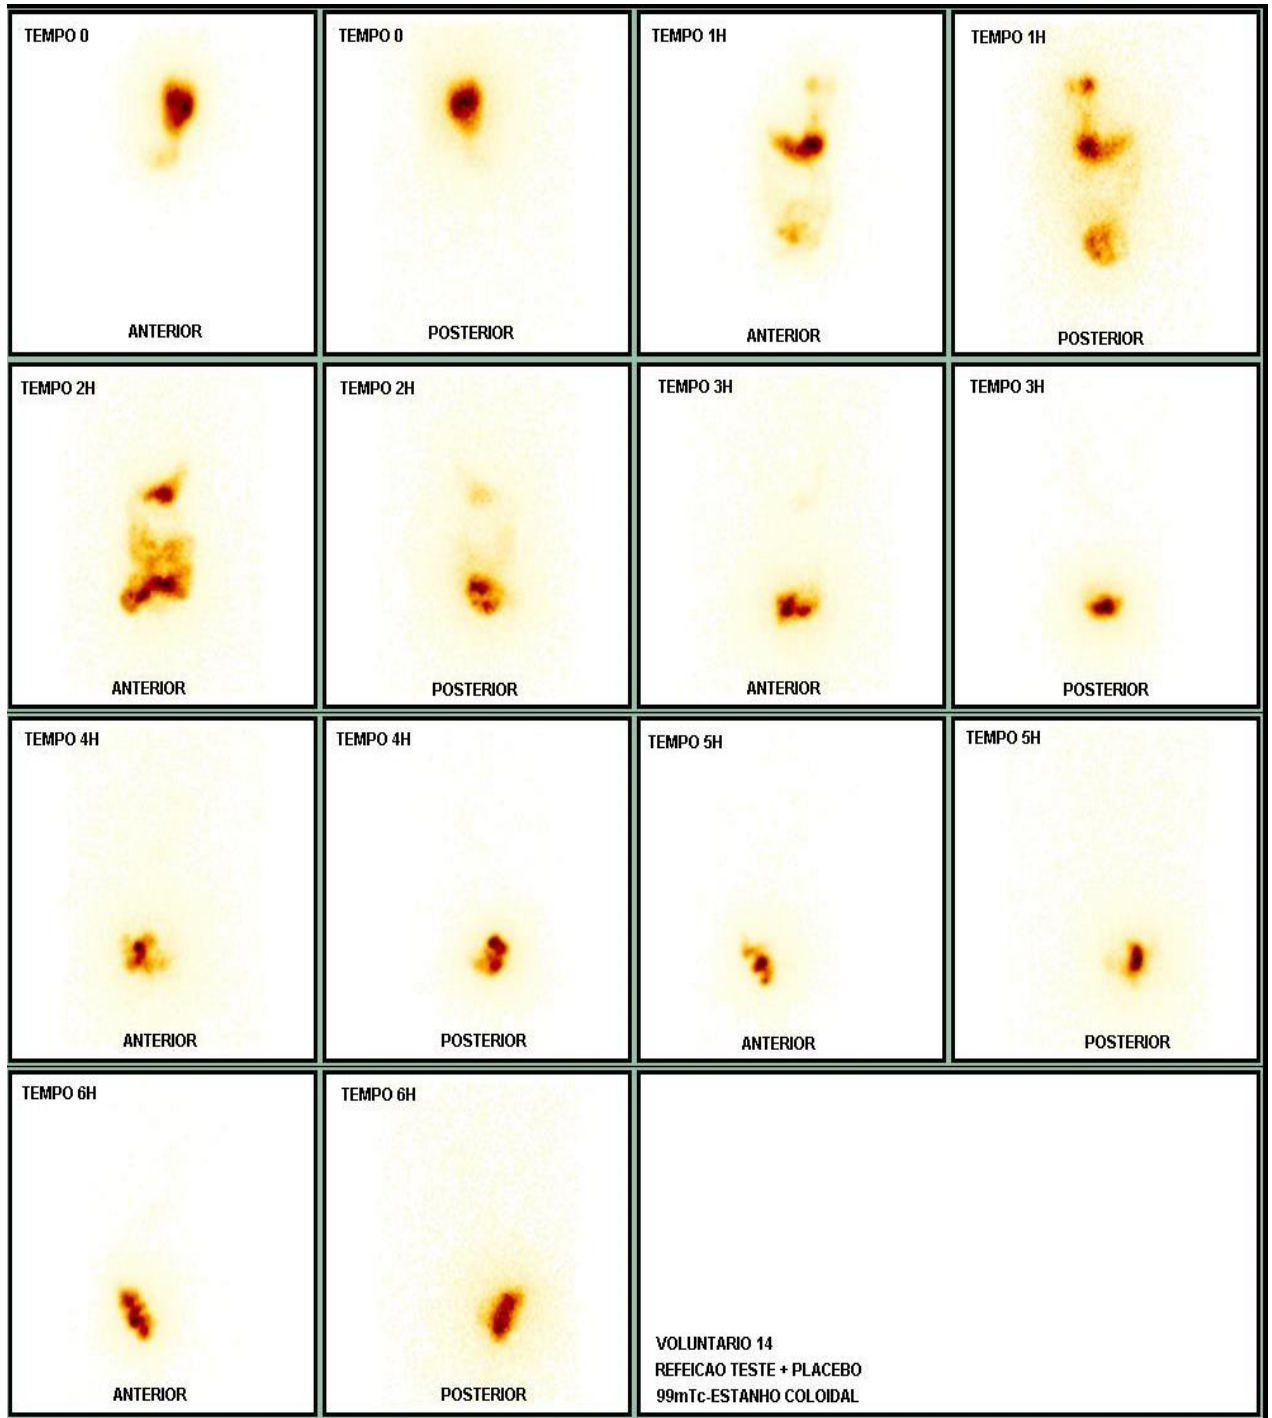 TEMPO 0
ANTERIOR
TEMPO 0
POSTERIOR
TEMPO 1H
ANTERIOR
TEMPO 1H
POSTERIOR
TEMPO 2H
ANTERIOR
TEMPO 2H
POSTERIOR
TEMPO 3H
ANTERIOR
TEMPO 3H
POSTERIOR
TEMPO 4H
ANTERIOR
TEMPO 4H
POSTERIOR
TEMPO 5H
ANTERIOR
TEMPO 5H
POSTERIOR
TEMPO 6H
ANTERIOR
TEMPO 6H
POSTERIOR
VOLUNTARIO 14
REFEICAO TESTE + PLACEBO
99mTc-ESTANHO COLOIDAL